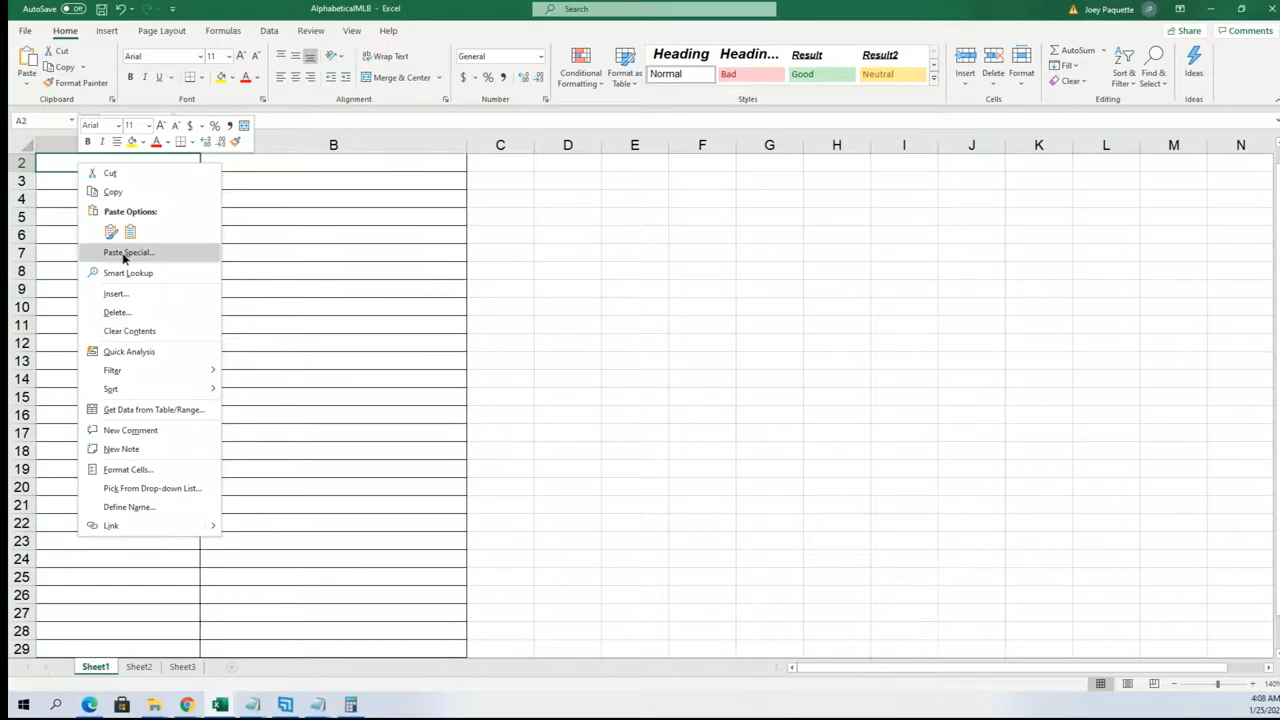 AutoSave Off AlphabeticalMLB - Excel Search Joey Paquette JP
File Home Insert Page Layout Formulas Data Review View Help Share Comments
Paste Cut Copy Format Painter
Arial 11 A A
B I U A
Wrap Text
Merge & Center
General
$ % ,
Conditional Formatting
Format as Table
Heading Headin... Result Result2
Normal Bad Good Neutral
Insert Delete Format
AutoSum
Fill
Clear
Sort & Filter
Find & Select
Ideas
Clipboard Font Alignment Number Styles Cells Editing Ideas
A2
Arial 11 A A $ % ,
B I A
B C D E F G H I J K L M N
2
3
4
5
6
7
8
9
10
11
12
13
14
15
16
17
18
19
20
21
22
23
24
25
26
27
28
29
Cut
Copy
Paste Options:
Paste Special...
Smart Lookup
Insert...
Delete...
Clear Contents
Quick Analysis
Filter
Sort
Get Data from Table/Range...
New Comment
New Note
Format Cells...
Pick From Drop-down List...
Define Name...
Link
Sheet1 Sheet2 Sheet3
140%
4:08 AM